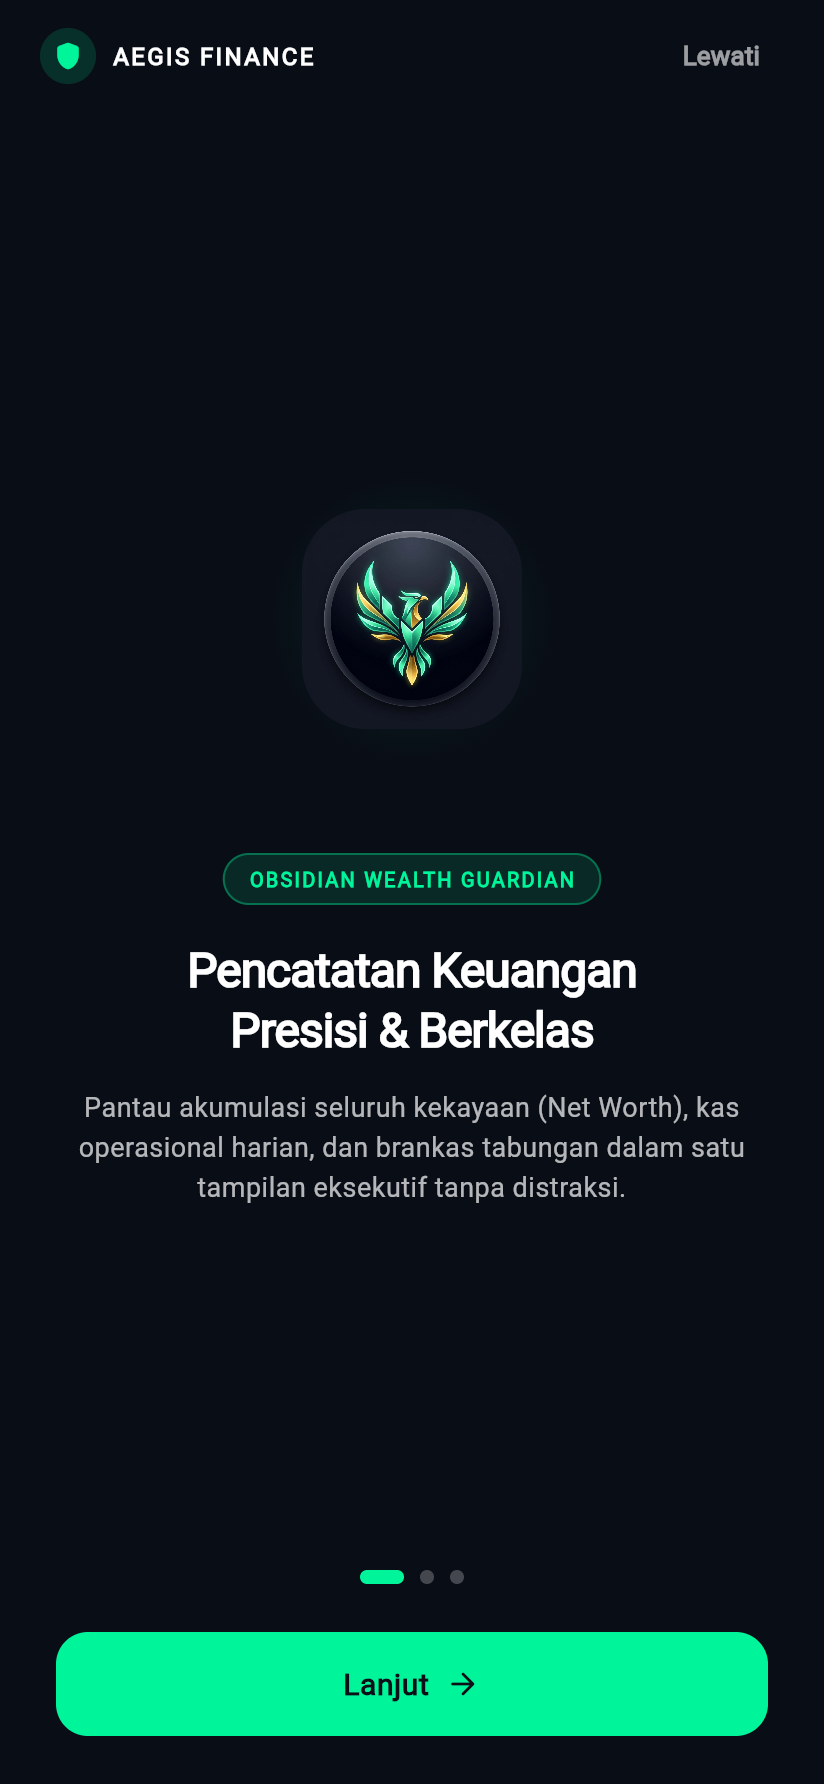 AEGIS FINANCE
Lewati
OBSIDIAN WEALTH GUARDIAN
Pencatatan Keuangan
Presisi & Berkelas
Pantau akumulasi seluruh kekayaan (Net Worth), kas
operasional harian, dan brankas tabungan dalam satu
tampilan eksekutif tanpa distraksi.
Lanjut